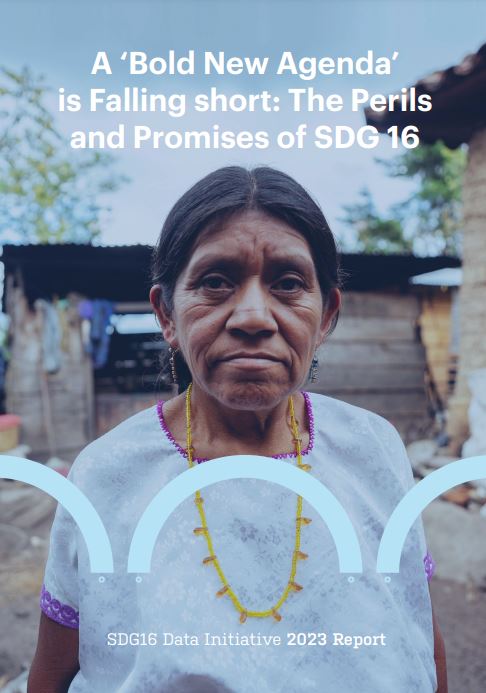 A ‘Bold New Agenda’
is Falling short: The Perils
and Promises of SDG 16
SDG16 Data Initiative 2023 Report